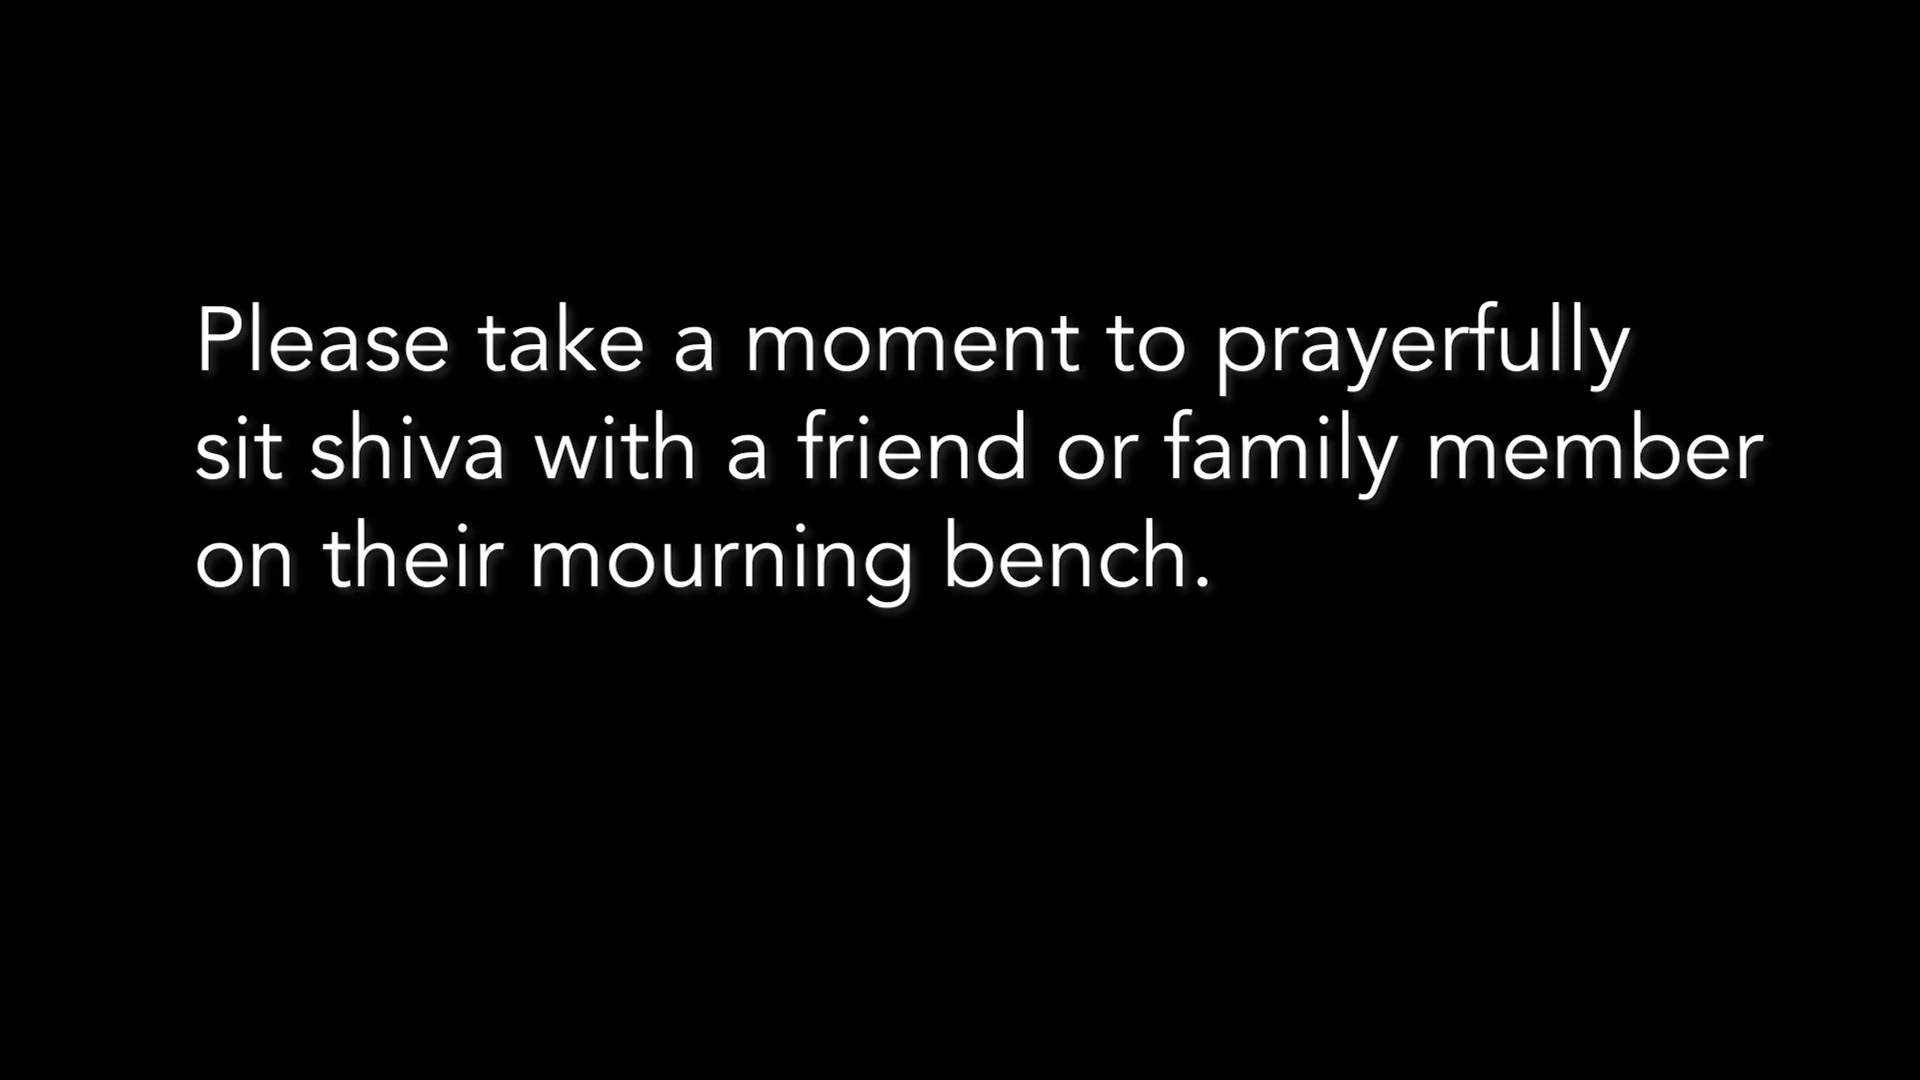 Please take a moment to prayerfully
sit shiva with a friend or family member
on their mourning bench.